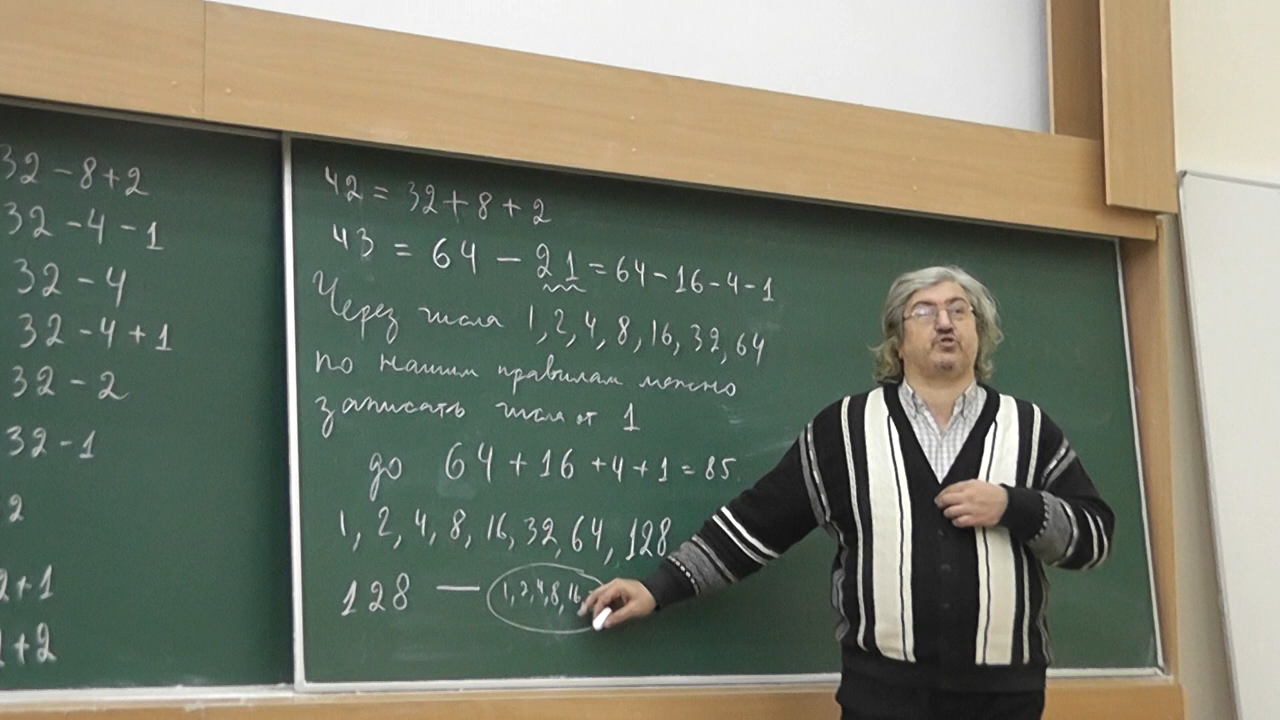 32-8+2
32-4-1
32-4
32-4+1
32-2
32-1
2
2+1
+2
42 = 32+8+2
43 = 64 - 21 = 64-16-4-1
Через числа 1, 2, 4, 8, 16, 32, 64
по нашим правилам можно
записать числа от 1
до 64+16+4+1=85.
1, 2, 4, 8, 16, 32, 64, 128
128 — 1,2,4,8,16